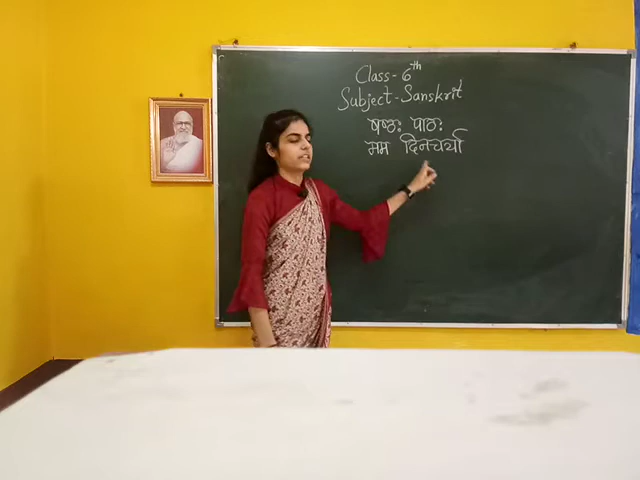 Class - 6th
Subject - Sanskrit
षष्ठः पाठः
मम दिनचर्या